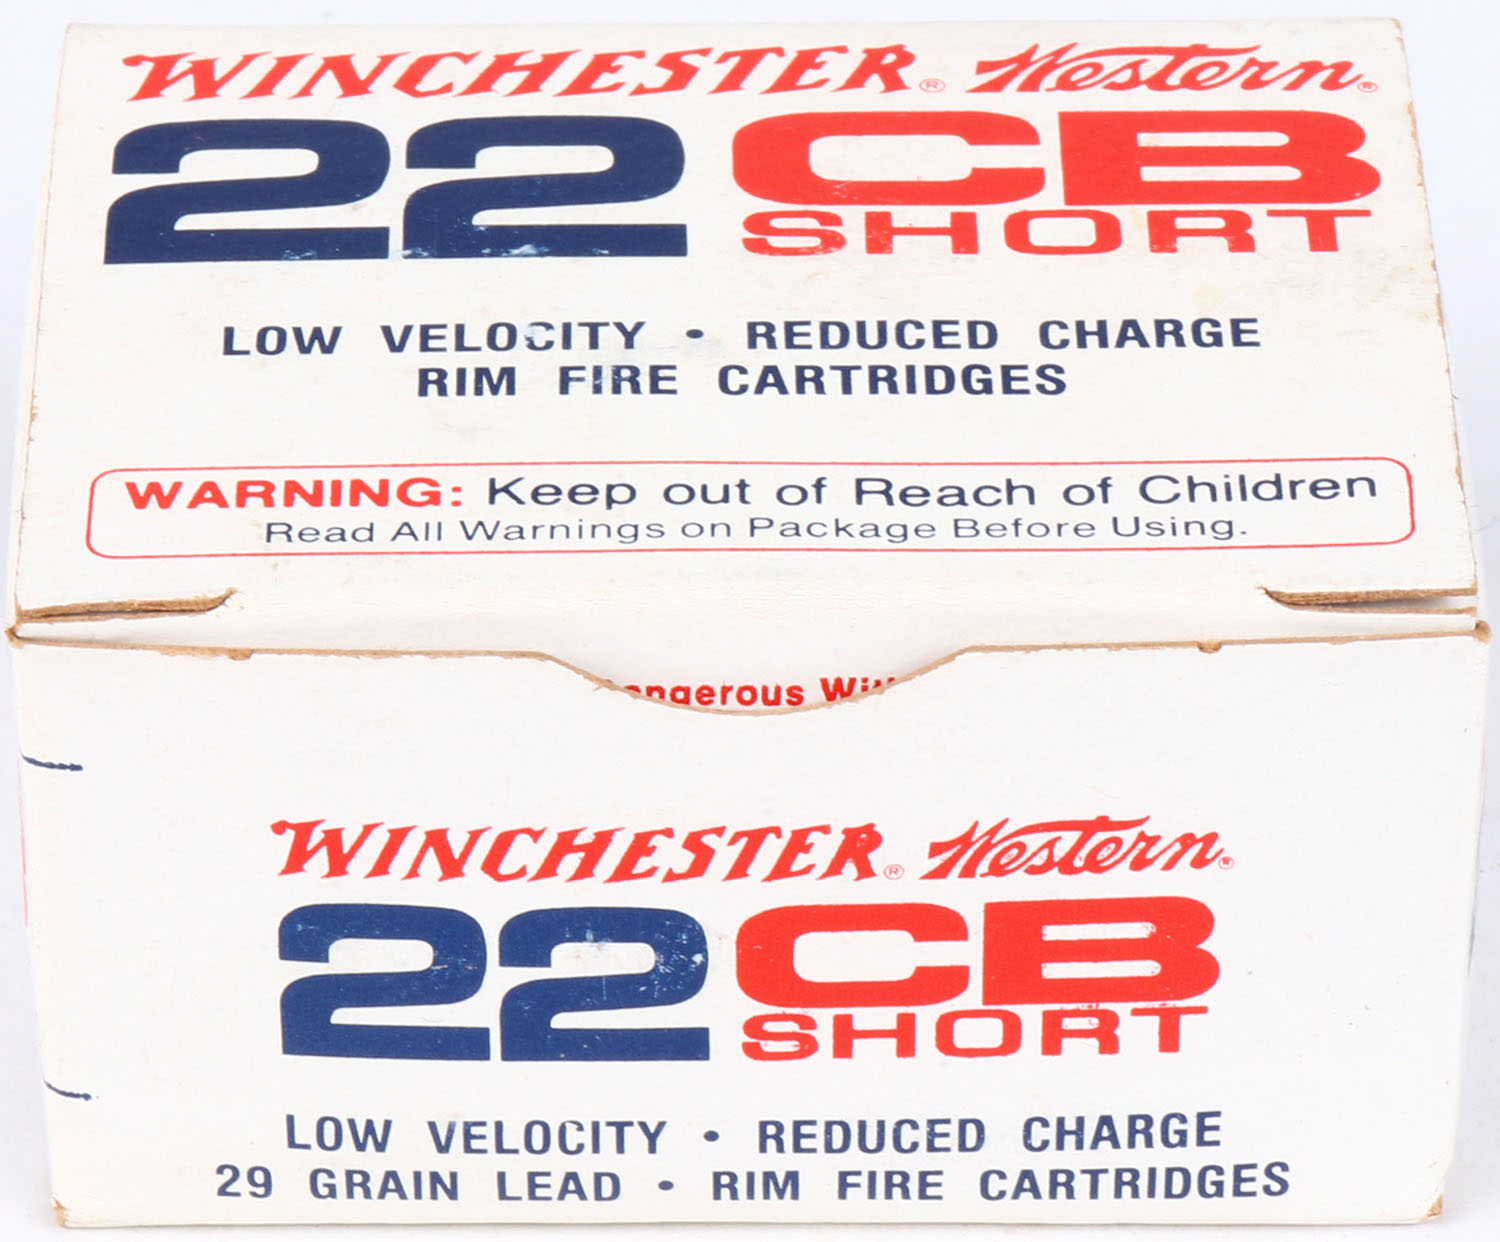 WINCHESTER® Western®
22 CB
SHORT
LOW VELOCITY • REDUCED CHARGE
RIM FIRE CARTRIDGES
WARNING: Keep out of Reach of Children
Read All Warnings on Package Before Using.
WINCHESTER® Western®
22 CB
SHORT
LOW VELOCITY • REDUCED CHARGE
29 GRAIN LEAD • RIM FIRE CARTRIDGES